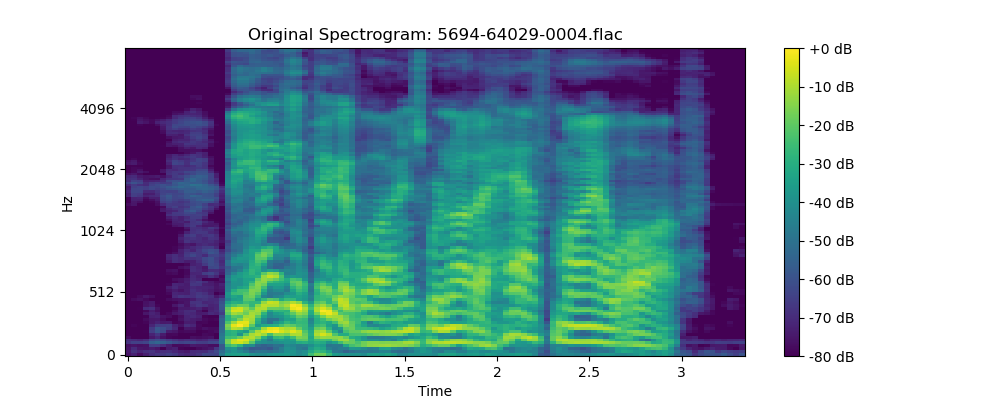 Original Spectrogram: 5694-64029-0004.flac
Hz
4096
2048
1024
512
0
0 0.5 1 1.5 2 2.5 3
Time
+0 dB
-10 dB
-20 dB
-30 dB
-40 dB
-50 dB
-60 dB
-70 dB
-80 dB